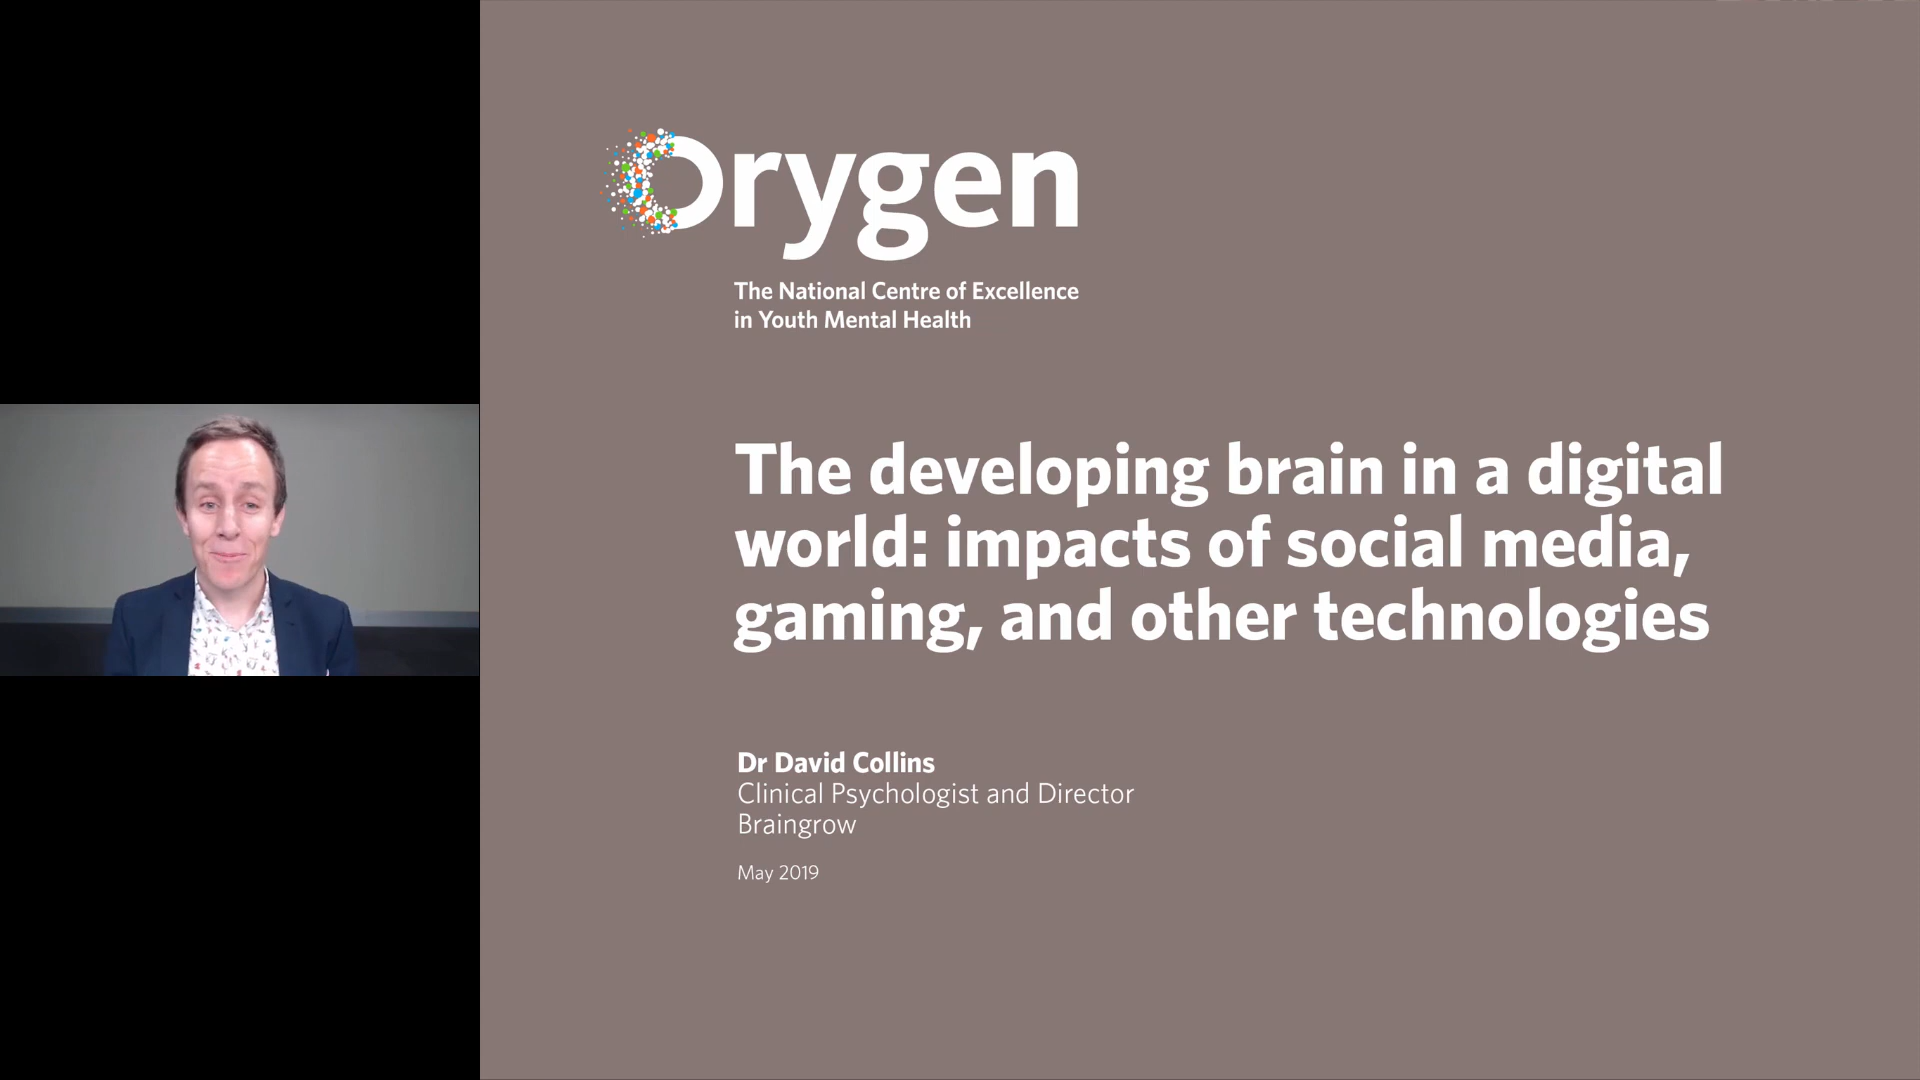 Orygen
The National Centre of Excellence
in Youth Mental Health
The developing brain in a digital
world: impacts of social media,
gaming, and other technologies
Dr David Collins
Clinical Psychologist and Director
Braingrow
May 2019